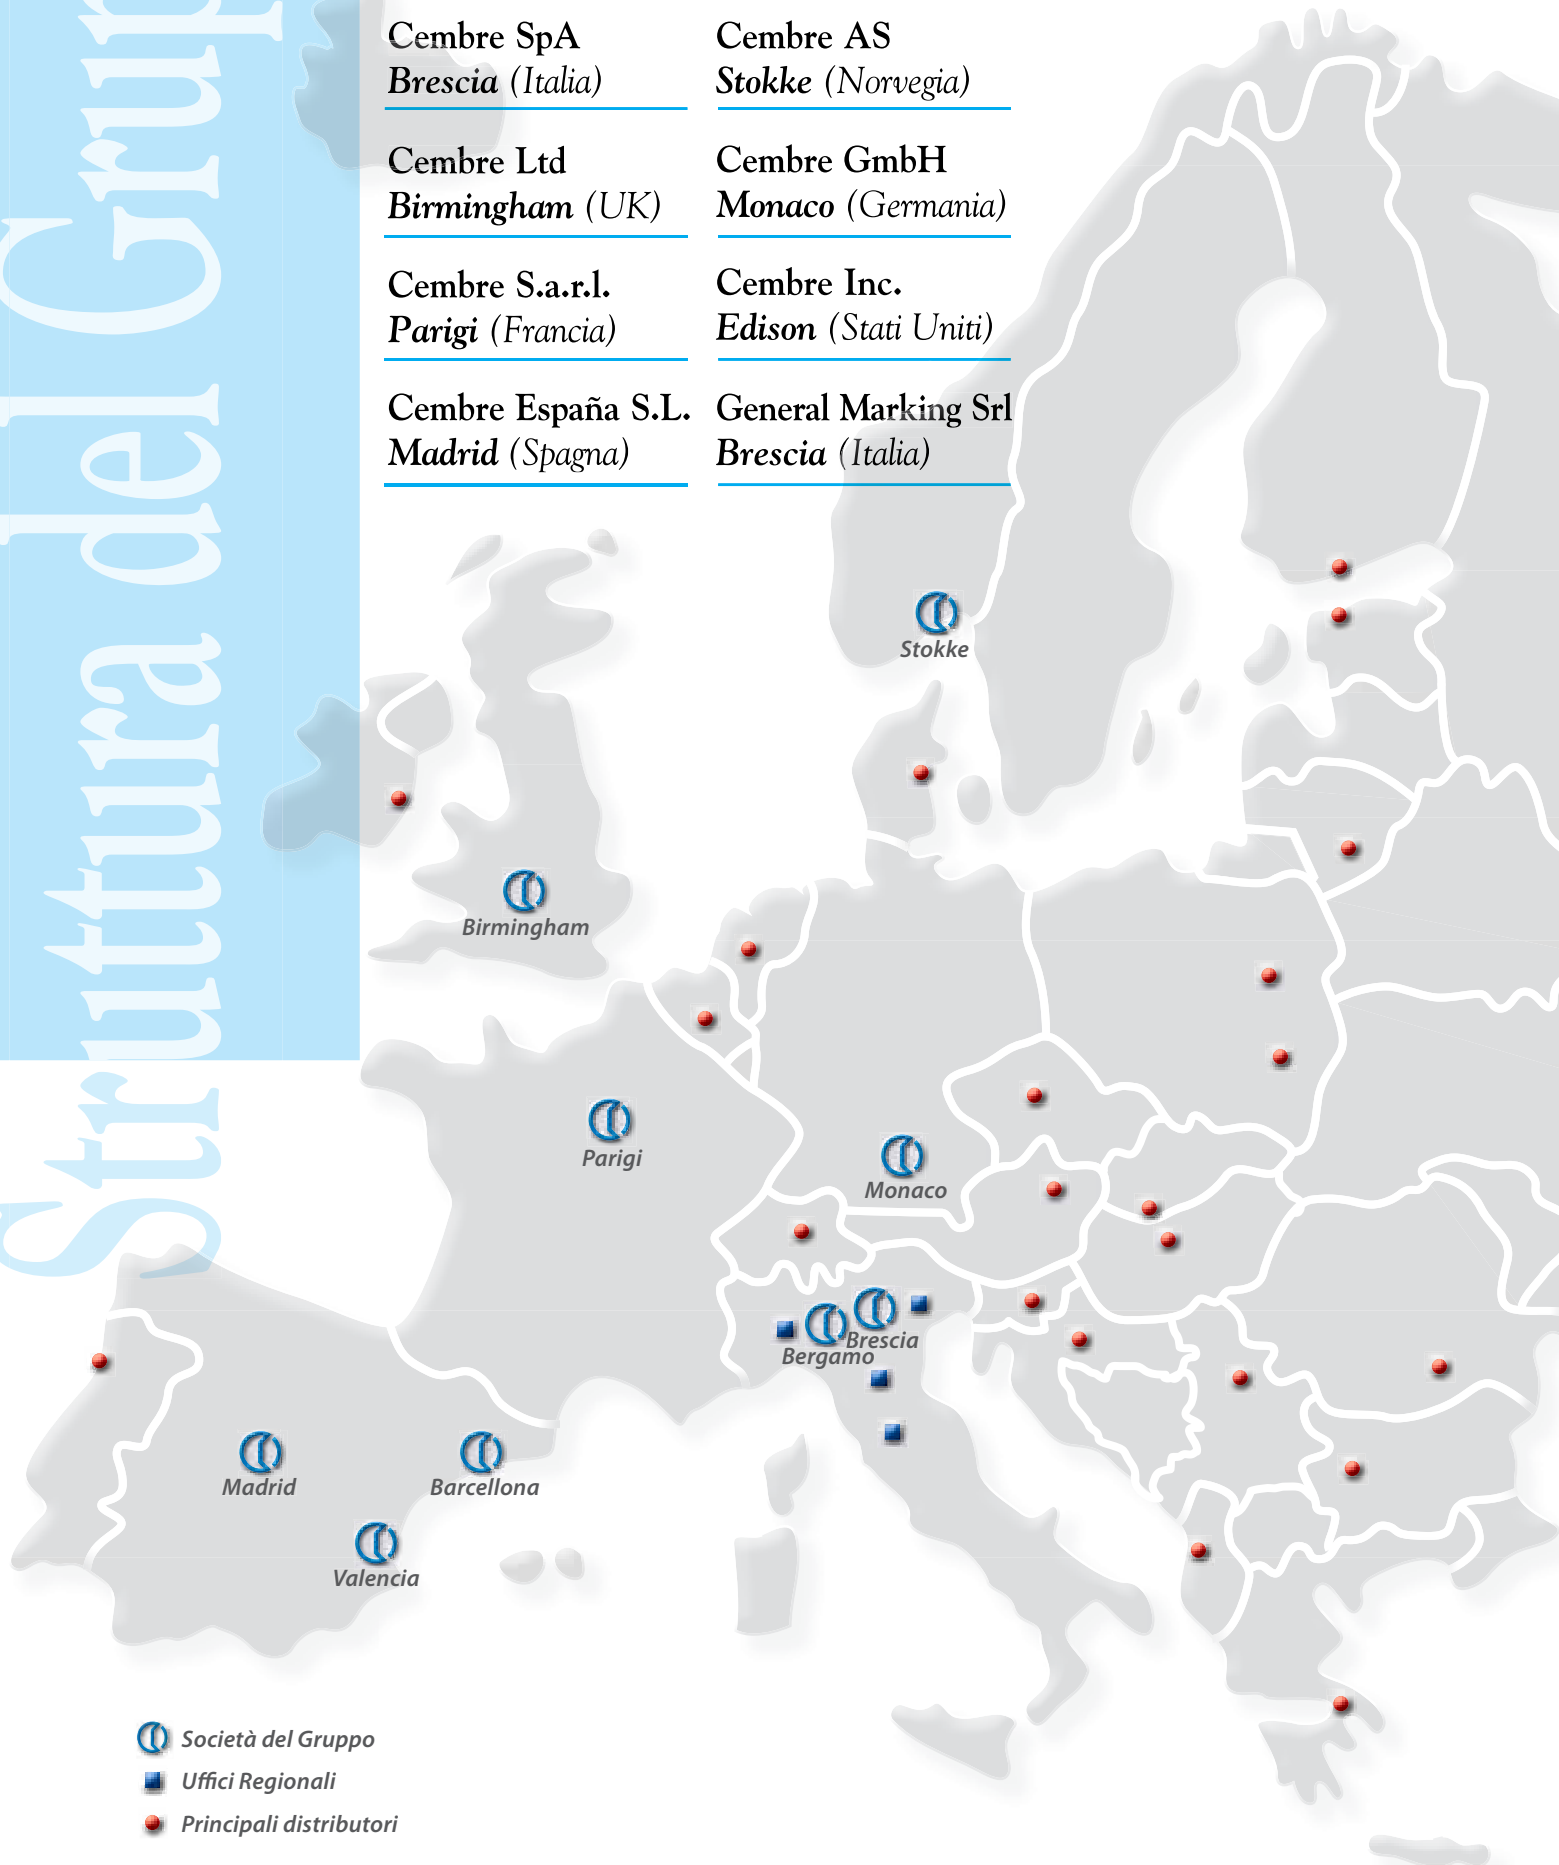 Struttura del Grup
Cembre SpA
Brescia (Italia)
Cembre Ltd
Birmingham (UK)
Cembre S.a.r.l.
Parigi (Francia)
Cembre España S.L.
Madrid (Spagna)
Cembre AS
Stokke (Norvegia)
Cembre GmbH
Monaco (Germania)
Cembre Inc.
Edison (Stati Uniti)
General Marking Srl
Brescia (Italia)
Stokke
Birmingham
Parigi
Monaco
Brescia
Bergamo
Madrid
Barcellona
Valencia
Società del Gruppo
Uffici Regionali
Principali distributori